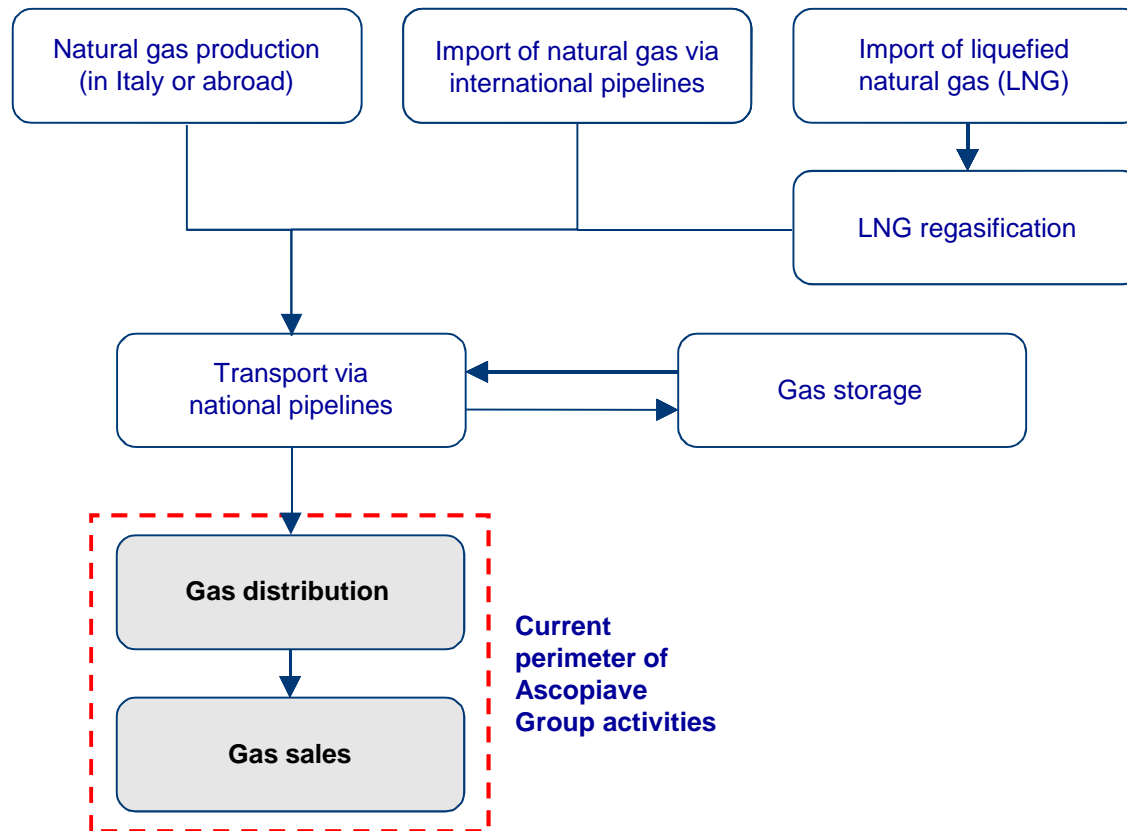 Natural gas production
(in Italy or abroad)
Import of natural gas via
international pipelines
Import of liquefied
natural gas (LNG)
LNG regasification
Transport via
national pipelines
Gas storage
Gas distribution
Current
perimeter of
Ascopiave
Group activities
Gas sales